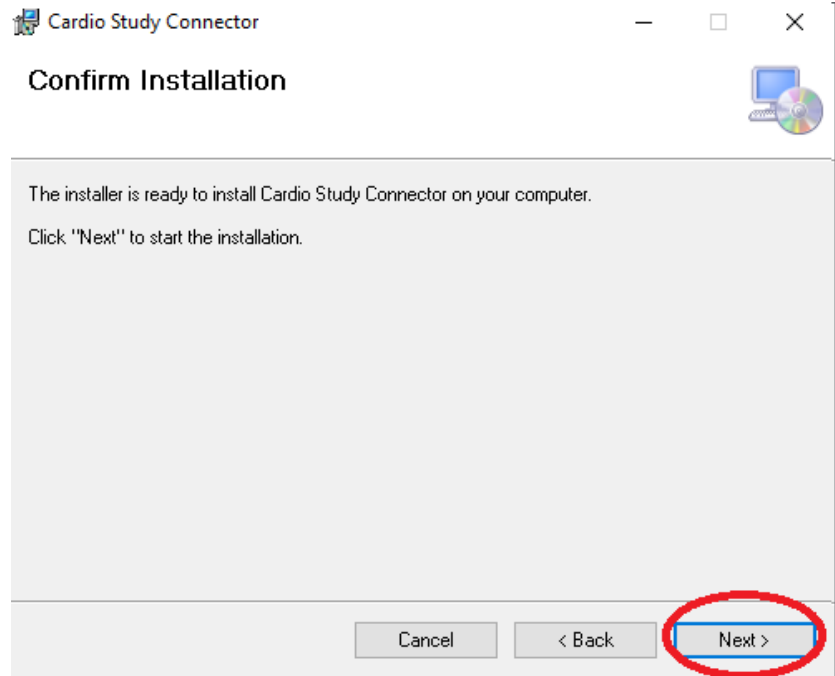 Cardio Study Connector
Confirm Installation
The installer is ready to install Cardio Study Connector on your computer.
Click "Next" to start the installation.
Cancel
< Back
Next >